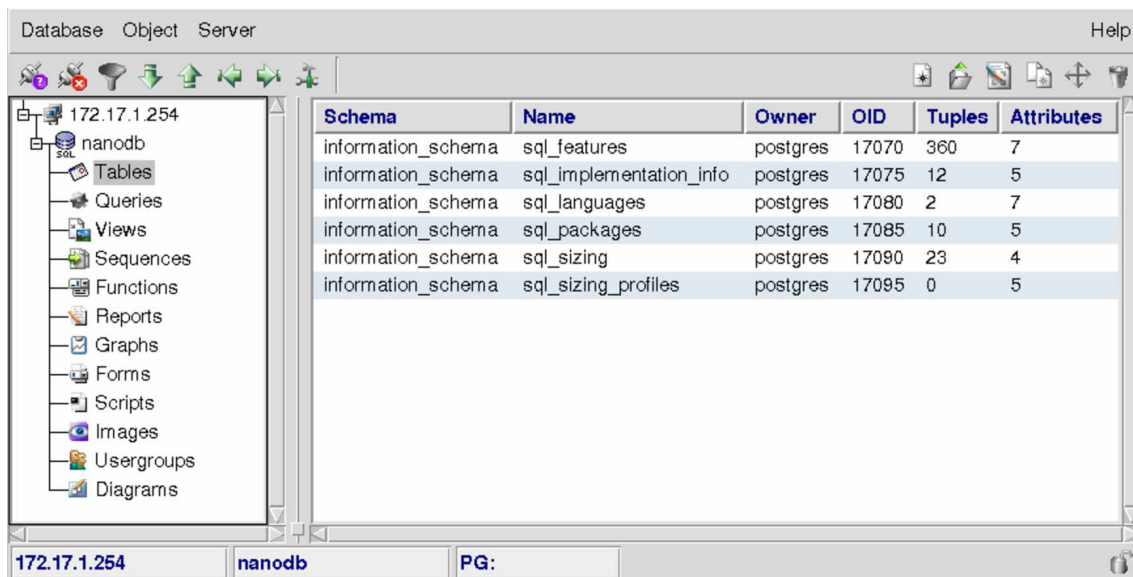 Database Object Server Help
172.17.1.254
nanodb
SQL
Tables
Queries
Views
Sequences
Functions
Reports
Graphs
Forms
Scripts
Images
Usergroups
Diagrams
Schema Name Owner OID Tuples Attributes
information_schema sql_features postgres 17070 360 7
information_schema sql_implementation_info postgres 17075 12 5
information_schema sql_languages postgres 17080 2 7
information_schema sql_packages postgres 17085 10 5
information_schema sql_sizing postgres 17090 23 4
information_schema sql_sizing_profiles postgres 17095 0 5
172.17.1.254 nanodb PG: